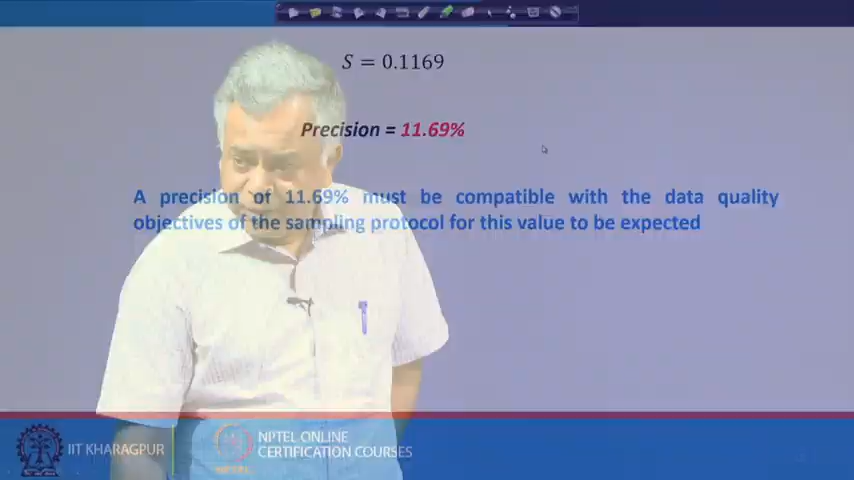 S = 0.1169
Precision = 11.69%
A precision of 11.69% must be compatible with the data quality
objectives of the sampling protocol for this value to be expected
IIT KHARAGPUR
NPTEL ONLINE
CERTIFICATION COURSES
NPTEL